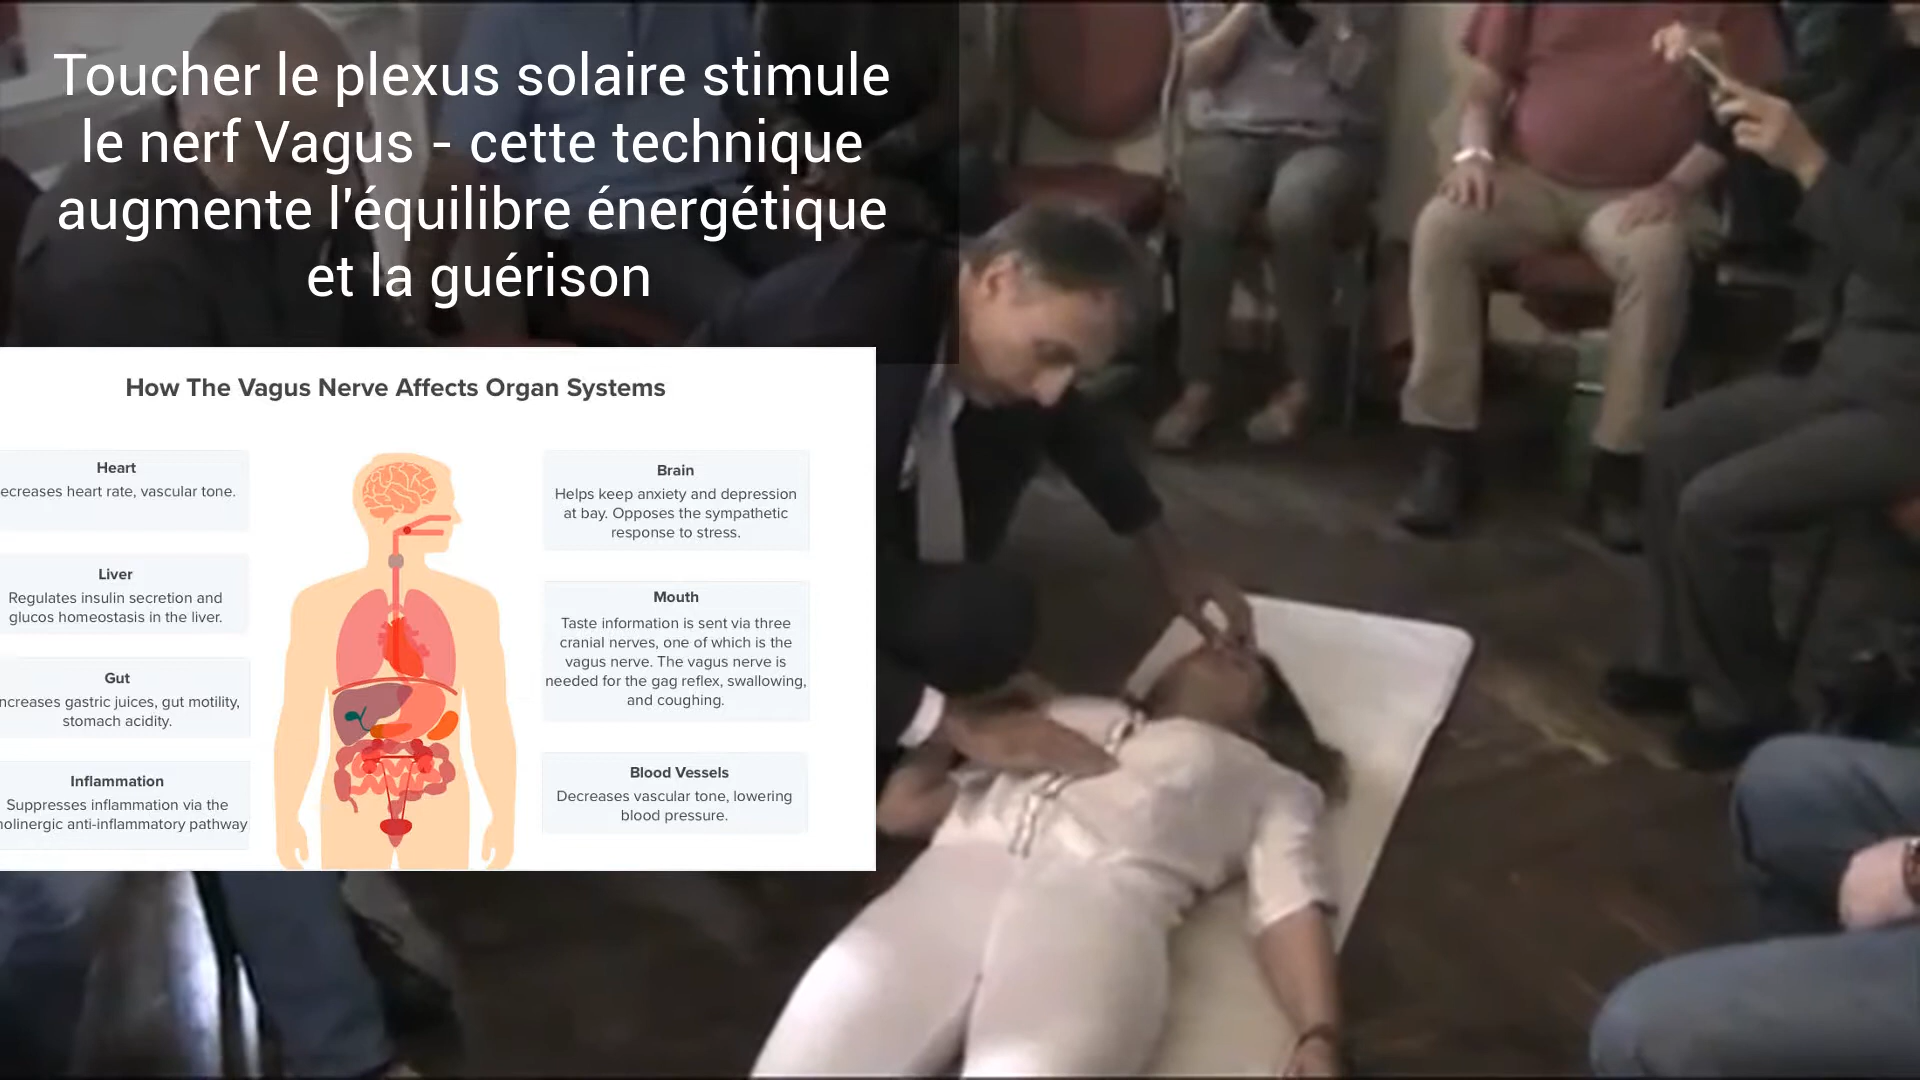 Toucher le plexus solaire stimule
le nerf Vagus - cette technique
augmente l'équilibre énergétique
et la guérison
How The Vagus Nerve Affects Organ Systems
Heart
ecreases heart rate, vascular tone.
Liver
Regulates insulin secretion and
glucos homeostasis in the liver.
Gut
ncreases gastric juices, gut motility,
stomach acidity.
Inflammation
Suppresses inflammation via the
holinergic anti-inflammatory pathway
Brain
Helps keep anxiety and depression
at bay. Opposes the sympathetic
response to stress.
Mouth
Taste information is sent via three
cranial nerves, one of which is the
vagus nerve. The vagus nerve is
needed for the gag reflex, swallowing,
and coughing.
Blood Vessels
Decreases vascular tone, lowering
blood pressure.